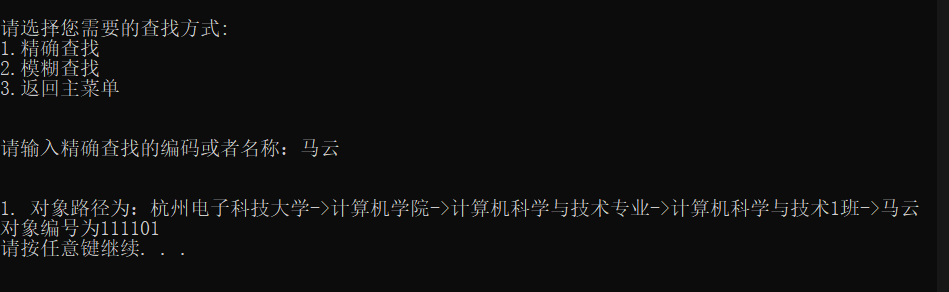 请选择您需要的查找方式:
1.精确查找
2.模糊查找
3.返回主菜单
请输入精确查找的编码或者名称：马云
1. 对象路径为：杭州电子科技大学->计算机学院->计算机科学与技术专业->计算机科学与技术1班->马云
对象编号为111101
请按任意键继续. . .